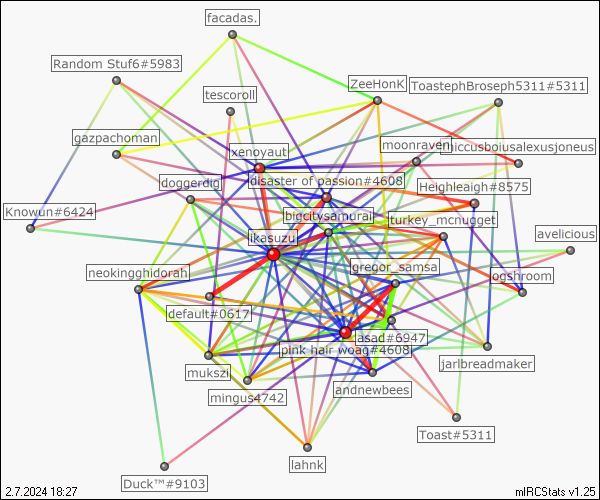 facadas.
Random Stuf6#5983
ZeeHonK
ToastephBroseph5311#5311
tescoroll
gazpachoman
xenoyaut
moonraven
doggerdig
disaster of passion#4608
Heighleaigh#8575
Knowun#6424
bigcitysamurai
turkey_mcnugget
avelicious
ikasuzu
neokingghidorah
gregor_samsa
ogshroom
default#0617
asad#6947
pink hair woag#4608
mukszi
jarlbreadmaker
mingus4742
andnewbees
Toast#5311
lahnk
Duck™#9103
2.7.2024 18:27
mIRCStats v1.25